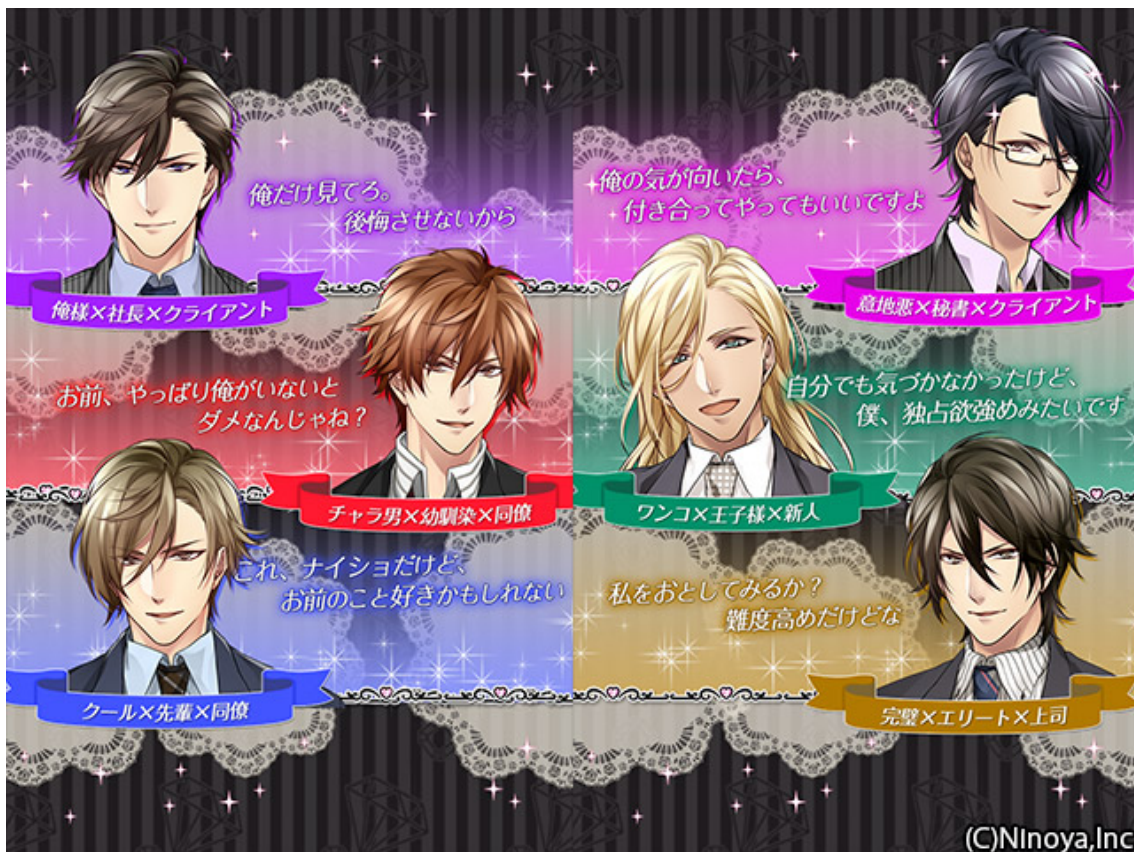 俺だけ見てろ。
後悔させないから
俺様×社長×クライアント
俺の気が向いたら、
付き合ってやってもいいですよ
意地悪×秘書×クライアント
お前、やっぱり俺がいないと
ダメなんじゃね？
チャラ男×幼馴染×同僚
自分でも気づかなかったけど、
僕、独占欲強めみたいです
ワンコ×王子様×新人
これ、ナイショだけど、
お前のこと好きかもしれない
クール×先輩×同僚
私をおとしてみるか？
難度高めだけどな
完璧×エリート×上司
(C)NInoya,Inc